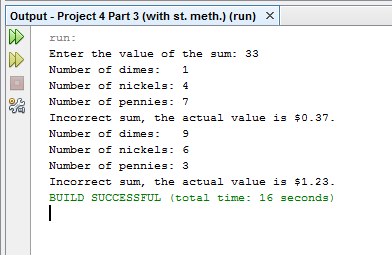 Output - Project 4 Part 3 (with st. meth.) (run) ×
run:
Enter the value of the sum: 33
Number of dimes:   1
Number of nickels: 4
Number of pennies: 7
Incorrect sum, the actual value is $0.37.
Number of dimes:   9
Number of nickels: 6
Number of pennies: 3
Incorrect sum, the actual value is $1.23.
BUILD SUCCESSFUL (total time: 16 seconds)